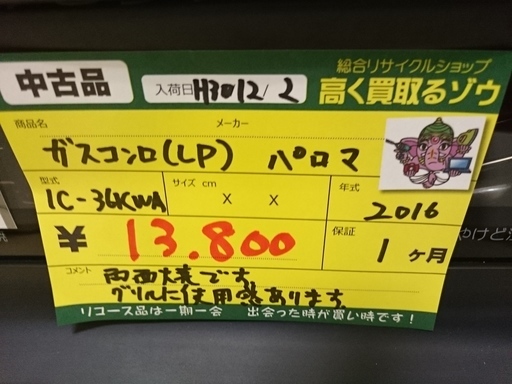 中古品
入荷日 H30 12/2
総合リサイクルショップ
高く買取るゾウ
商品名 メーカー
ガスコンロ(LP) パロマ
型式 サイズ cm 年式
IC-36KWA X X 2016
¥ 13.800 保証 1ヶ月
コメント 両面焼です
グリルに使用感あります
リユース品は一期一会 出会った時が買い時です!
やけど